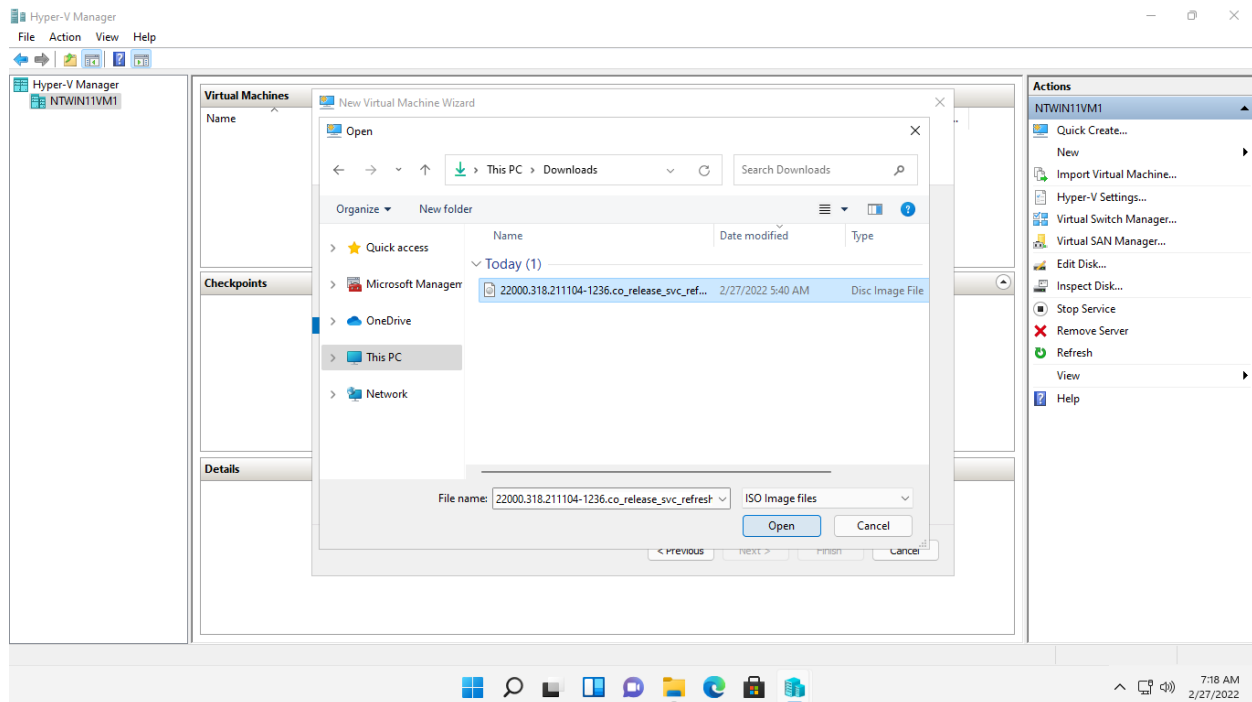 Hyper-V Manager
File Action View Help
Hyper-V Manager
NTWIN11VM1
Virtual Machines
Name
New Virtual Machine Wizard
Open
This PC > Downloads
Search Downloads
Organize
New folder
Name
Date modified
Type
Today (1)
22000.318.211104-1236.co_release_svc_ref... 2/27/2022 5:40 AM Disc Image File
Quick access
Microsoft Managem
OneDrive
This PC
Network
File name: 22000.318.211104-1236.co_release_svc_refresh
ISO Image files
Open
Cancel
< Previous
Next >
Finish
Cancel
Checkpoints
Details
Actions
NTWIN11VM1
Quick Create...
New
Import Virtual Machine...
Hyper-V Settings...
Virtual Switch Manager...
Virtual SAN Manager...
Edit Disk...
Inspect Disk...
Stop Service
Remove Server
Refresh
View
Help
7:18 AM
2/27/2022